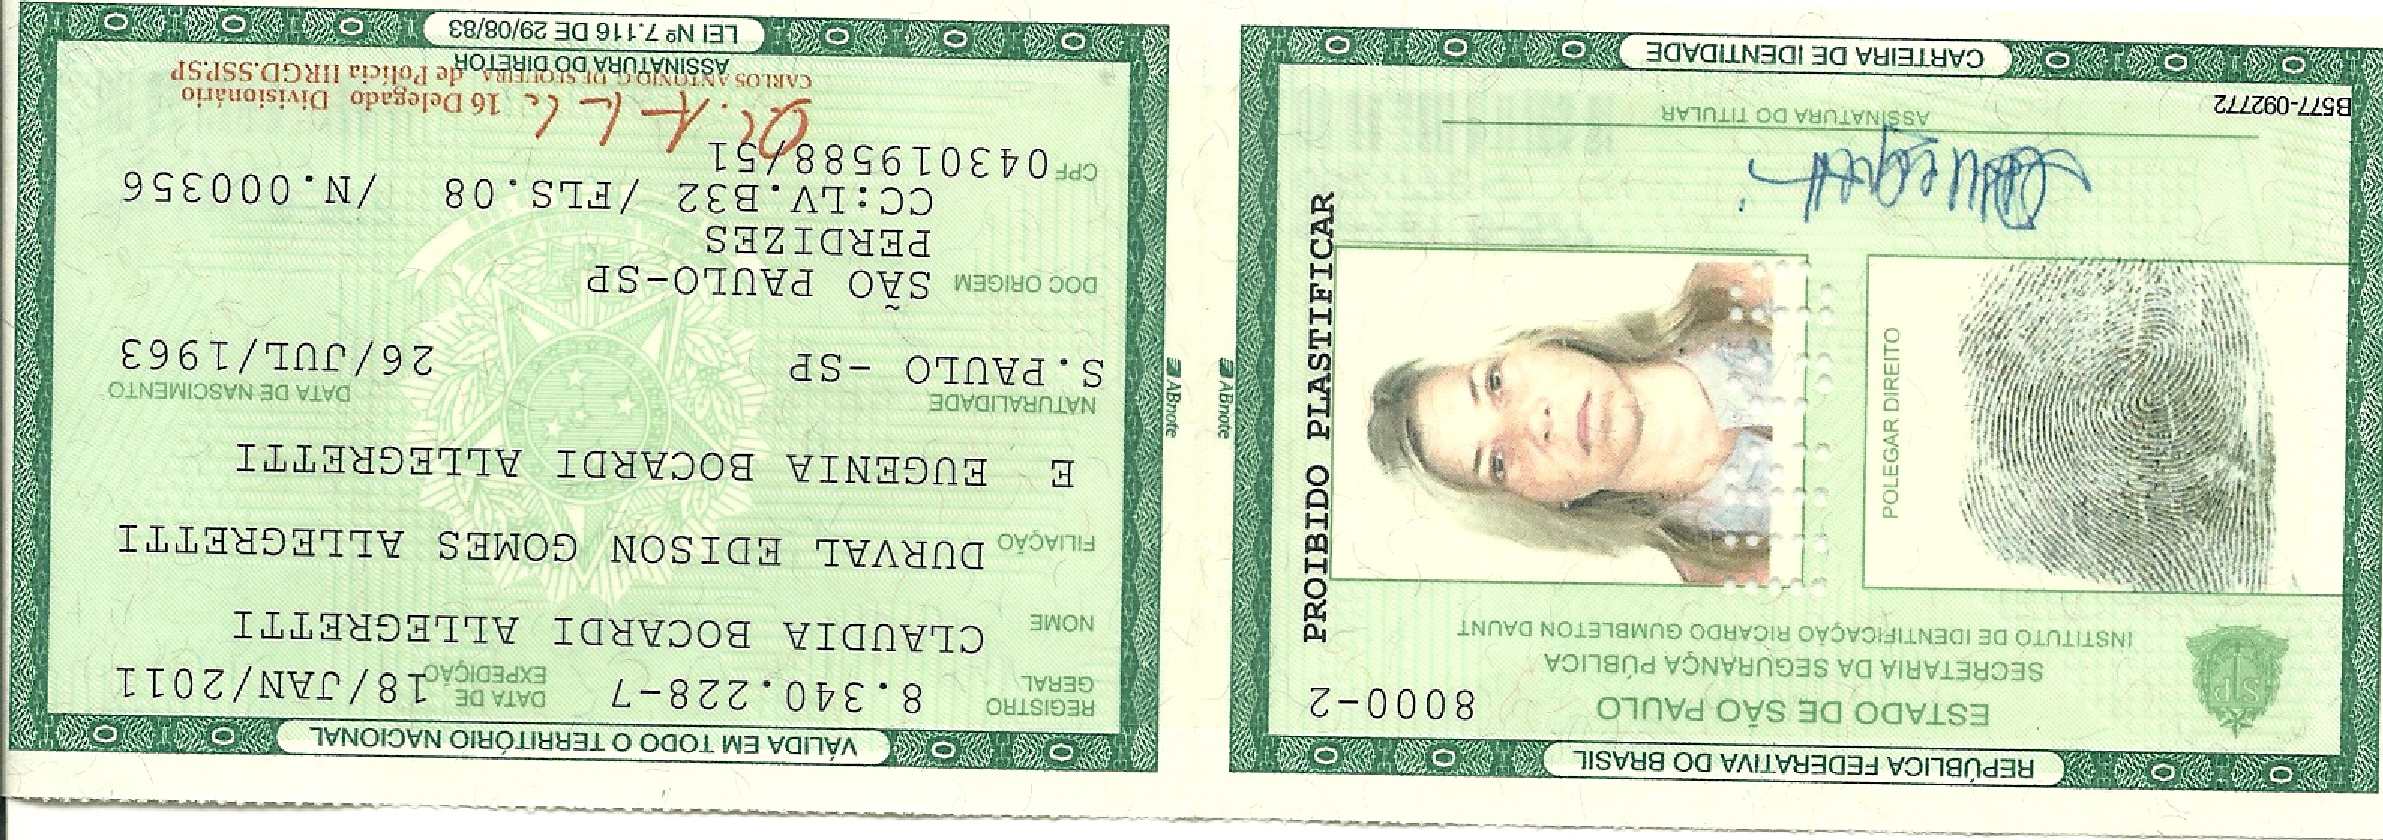 REPÚBLICA FEDERATIVA DO BRASIL
ESTADO DE SÃO PAULO
8000-2
SECRETARIA DA SEGURANÇA PÚBLICA
INSTITUTO DE IDENTIFICAÇÃO RICARDO GUMBLETON DAUNT
POLEGAR DIREITO
PROIBIDO PLASTIFICAR
ASSINATURA DO TITULAR
B577-092772
CARTEIRA DE IDENTIDADE
ABnote
ABnote
VÁLIDA EM TODO O TERRITÓRIO NACIONAL
REGISTRO GERAL 8.340.228-7 DATA DE EXPEDIÇÃO 18/JAN/2011
NOME CLAUDIA BOCARDI ALLEGRETTI
FILIAÇÃO DURVAL EDISON GOMES ALLEGRETTI
E EUGENIA BOCARDI ALLEGRETTI
NATURALIDADE DATA DE NASCIMENTO
S.PAULO -SP 26/JUL/1963
DOC ORIGEM SÃO PAULO-SP
PERDIZES
CC:LV.B32 /FLS.08 /N.000356
CPF 043019588/51
16 Delegado Divisionário
CARLOS ANTONIO G. DE SEQUEIRA de Polícia IIRGD.SSP.SP
ASSINATURA DO DIRETOR
LEI Nº 7.116 DE 29/08/83